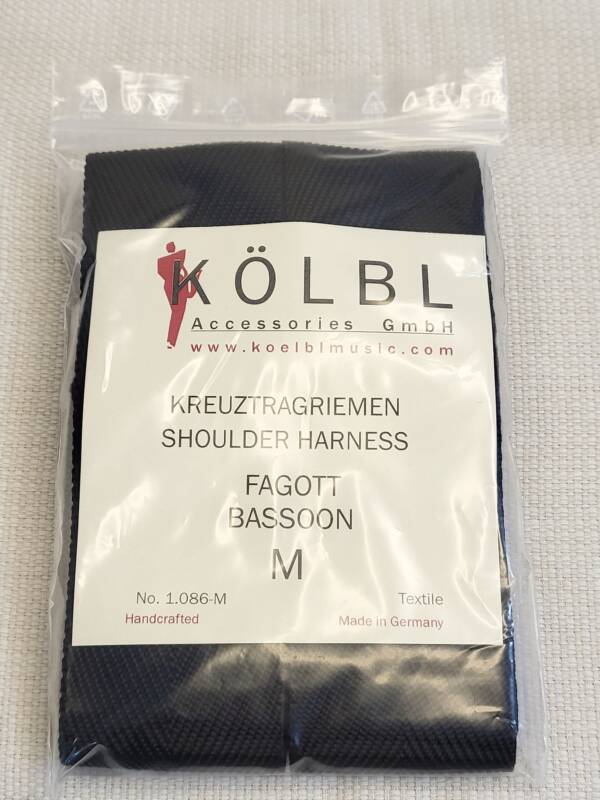 KÖLBL
Accessories GmbH
www.koelblmusic.com
KREUZTRAGRIEMEN
SHOULDER HARNESS
FAGOTT
BASSOON
M
No. 1.086-M
Textile
Handcrafted
Made in Germany